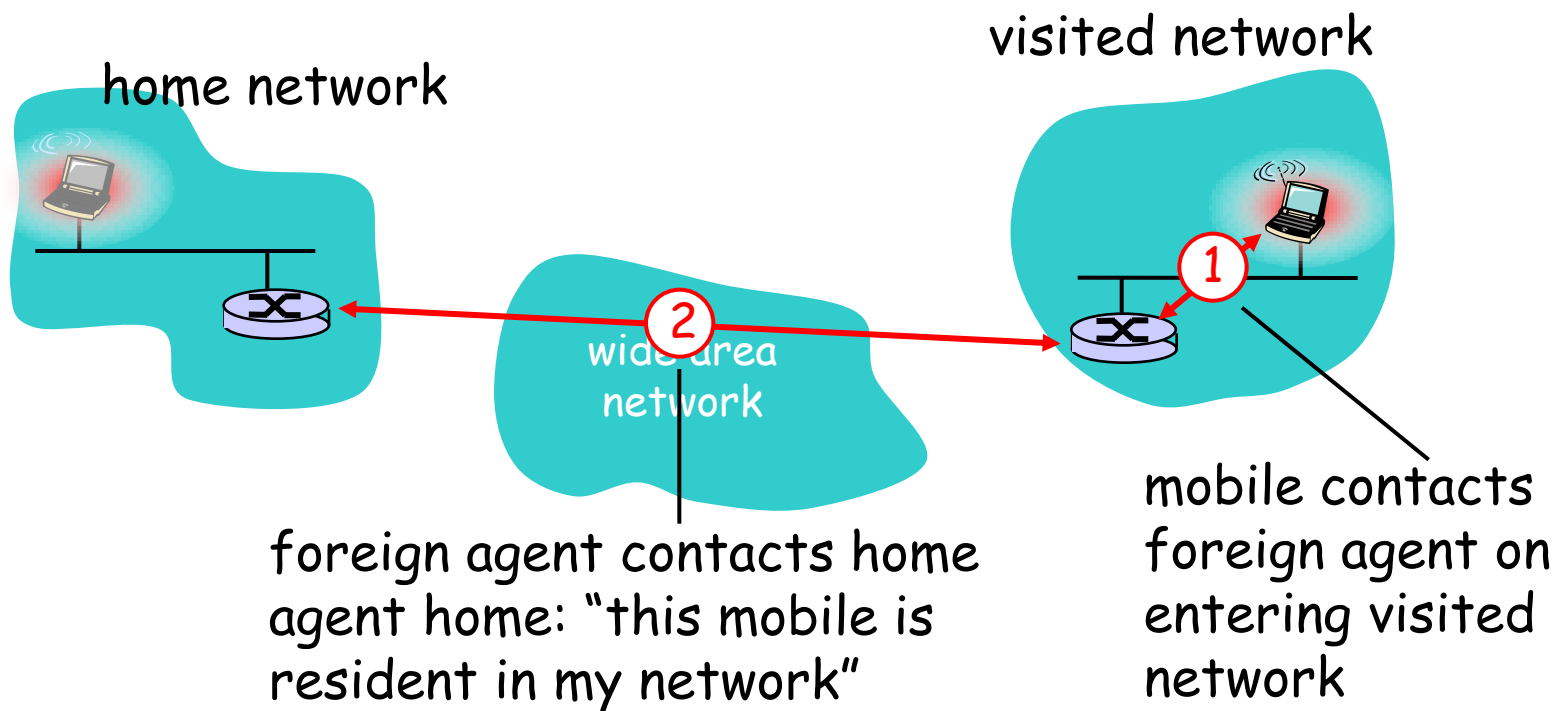 visited network
home network
1
2
wide area
network
mobile contacts
foreign agent on
entering visited
network
foreign agent contacts home
agent home: “this mobile is
resident in my network”